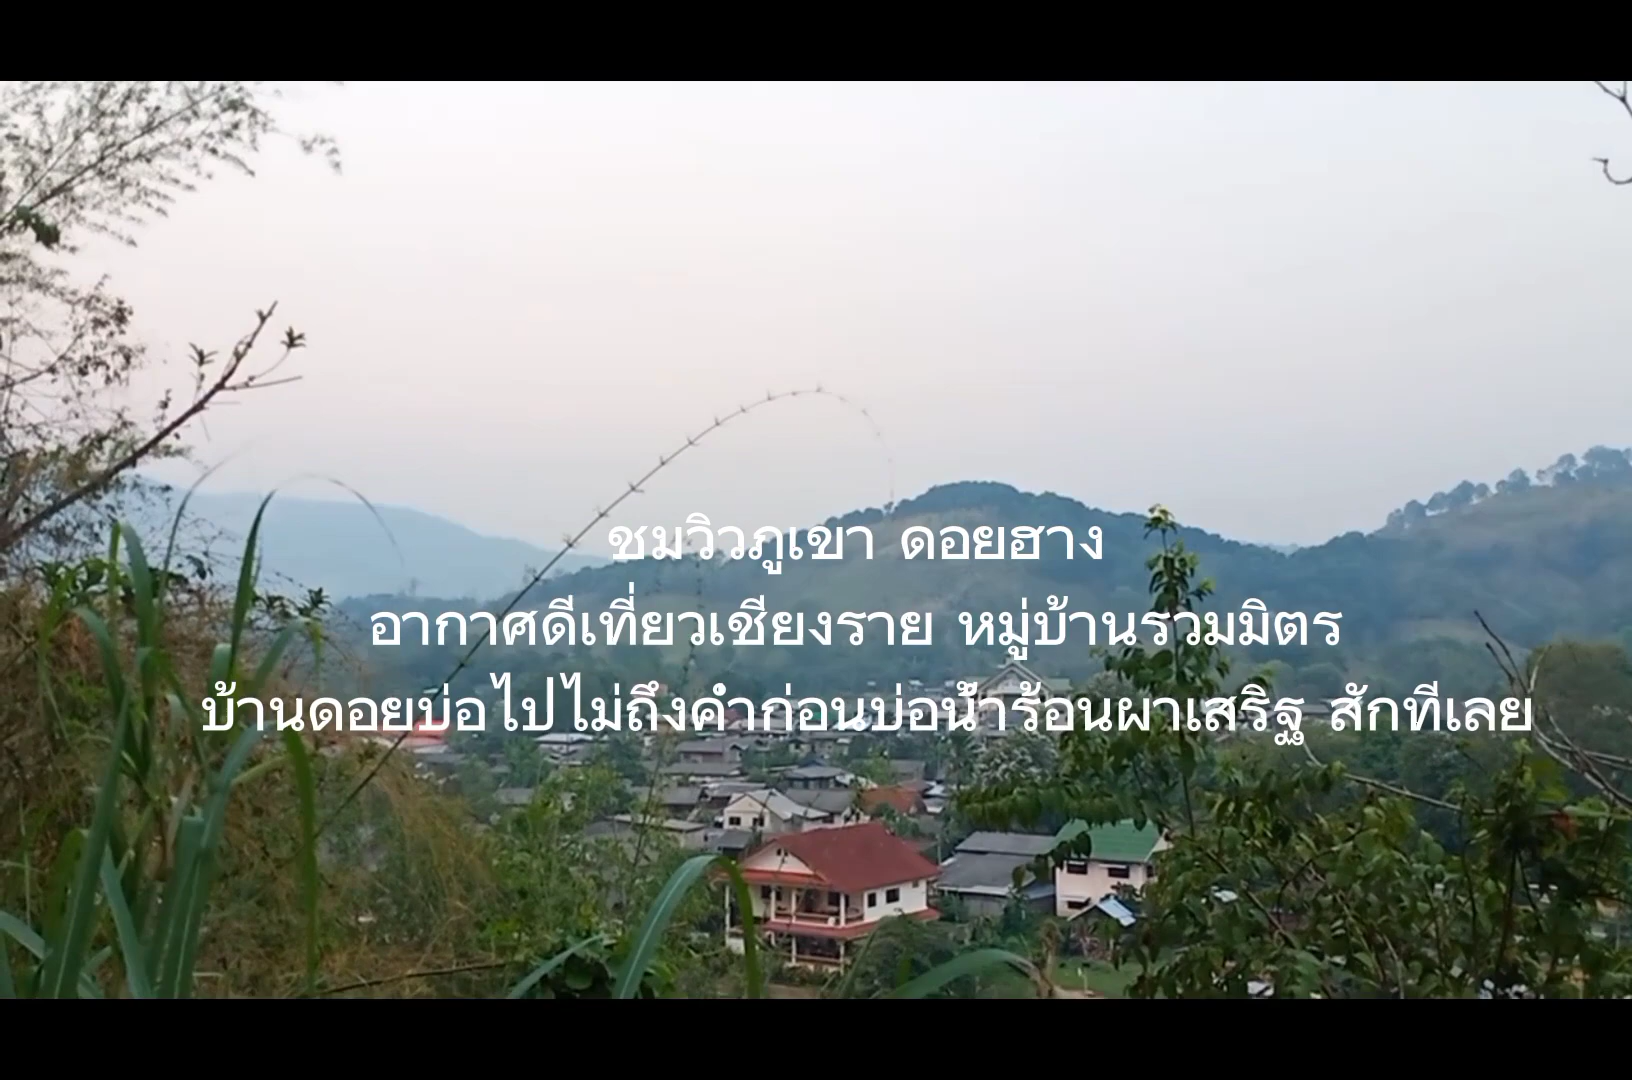 ชมวิวภูเขา ดอยฮาง
อากาศดีเที่ยวเชียงราย หมู่บ้านรวมมิตร
บ้านดอยบ่อไปไม่ถึงค่ำก่อนบ่อน้ำร้อนผาเสริฐ สักทีเลย